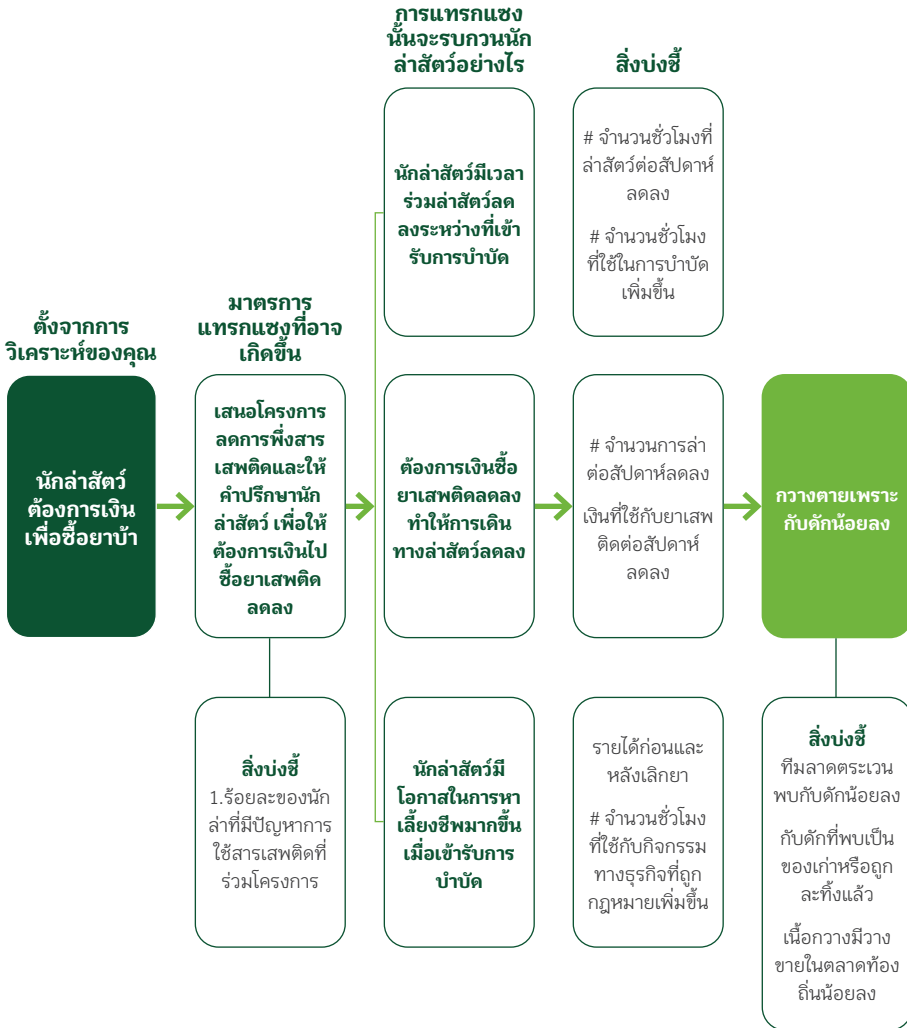 ตั้งจากการ
วิเคราะห์ของคุณ
นักล่าสัตว์
ต้องการเงิน
เพื่อซื้อยาบ้า
มาตรการ
แทรกแซงที่อาจ
เกิดขึ้น
เสนอโครงการ
ลดการพึ่งสาร
เสพติดและให้
คำปรึกษานัก
ล่าสัตว์ เพื่อให้
ต้องการเงินไป
ซื้อยาเสพติด
ลดลง
สิ่งบ่งชี้
1.ร้อยละของนัก
ล่าที่มีปัญหาการ
ใช้สารเสพติดที่
ร่วมโครงการ
การแทรกแซง
นั้นจะรบกวนนัก
ล่าสัตว์อย่างไร
นักล่าสัตว์มีเวลา
ร่วมล่าสัตว์ลด
ลงระหว่างที่เข้า
รับการบำบัด
ต้องการเงินซื้อ
ยาเสพติดลดลง
ทำให้การเดิน
ทางล่าสัตว์ลดลง
นักล่าสัตว์มี
โอกาสในการหา
เลี้ยงชีพมากขึ้น
เมื่อเข้ารับการ
บำบัด
สิ่งบ่งชี้
# จำนวนชั่วโมงที่
ล่าสัตว์ต่อสัปดาห์
ลดลง
# จำนวนชั่วโมง
ที่ใช้ในการบำบัด
เพิ่มขึ้น
# จำนวนการล่า
ต่อสัปดาห์ลดลง
เงินที่ใช้กับยาเสพ
ติดต่อสัปดาห์
ลดลง
รายได้ก่อนและ
หลังเลิกยา
# จำนวนชั่วโมง
ที่ใช้กับกิจกรรม
ทางธุรกิจที่ถูก
กฎหมายเพิ่มขึ้น
กวางตายเพราะ
กับดักน้อยลง
สิ่งบ่งชี้
ทีมลาดตระเวน
พบกับดักน้อยลง
กับดักที่พบเป็น
ของเก่าหรือถูก
ละทิ้งแล้ว
เนื้อกวางมีวาง
ขายในตลาดท้อง
ถิ่นน้อยลง